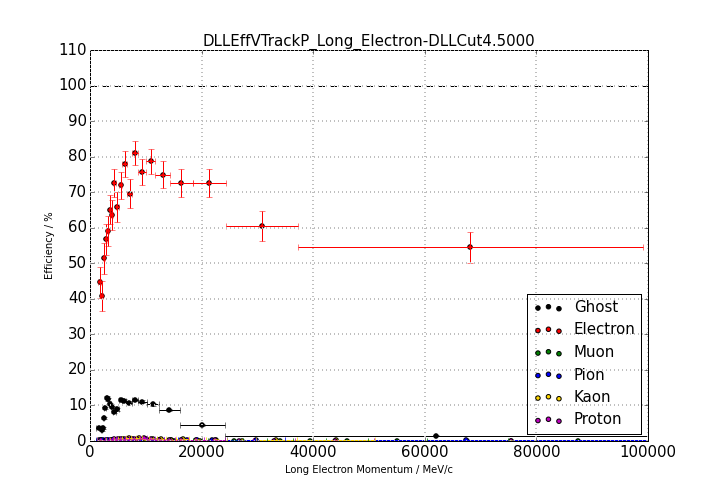 DLLEffVTrackP_Long_Electron-DLLCut4.5000
110
100
90
80
70
60
50
40
30
20
10
0
Efficiency / %
0 20000 40000 60000 80000 100000
Long Electron Momentum / MeV/c
Ghost
Electron
Muon
Pion
Kaon
Proton